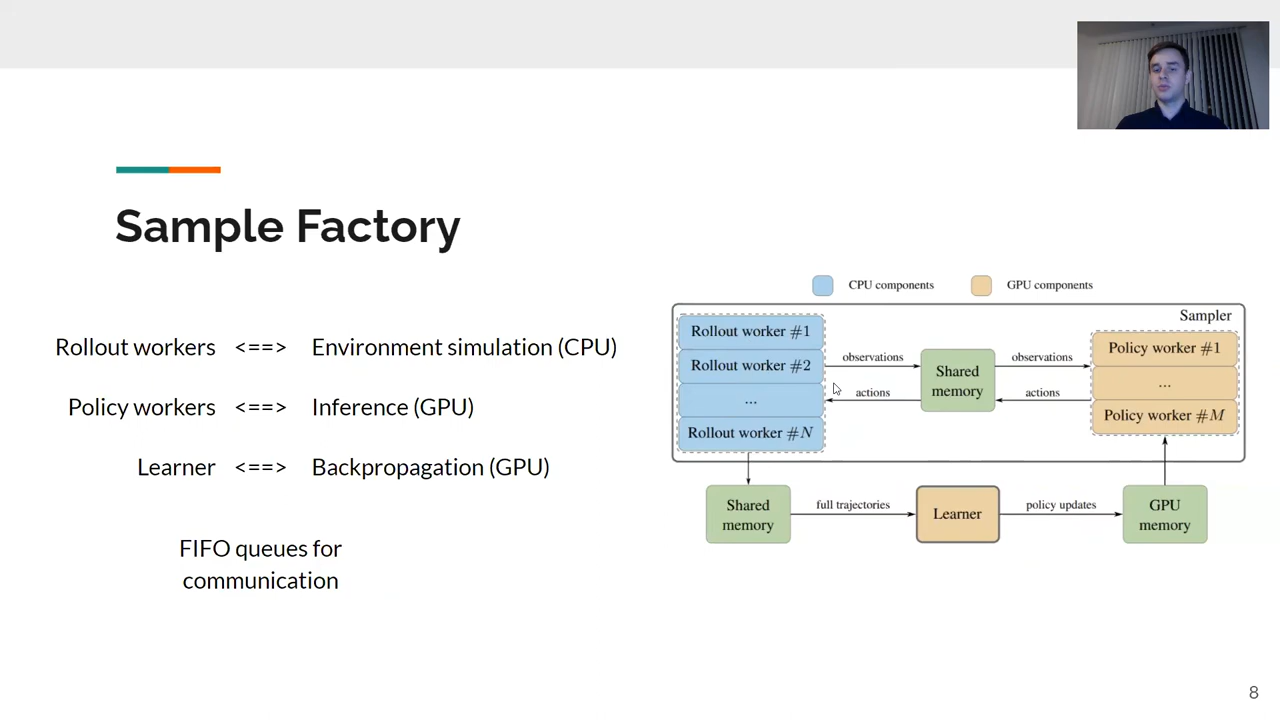 Sample Factory
Rollout workers <==> Environment simulation (CPU)
Policy workers <==> Inference (GPU)
Learner <==> Backpropagation (GPU)
FIFO queues for
communication
CPU components
GPU components
Sampler
Rollout worker #1
Rollout worker #2
...
Rollout worker #N
observations
actions
Shared
memory
observations
actions
Policy worker #1
...
Policy worker #M
Shared
memory
full trajectories
Learner
policy updates
GPU
memory
8